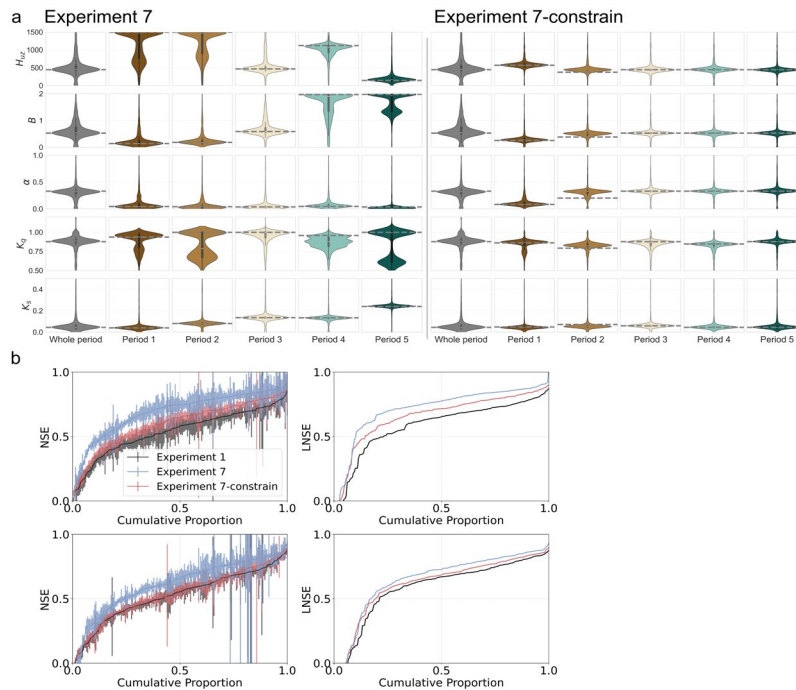 a Experiment 7 Experiment 7-constrain
1500
1000
500
0
H_uz
2
1
0
B
1.0
0.5
0.0
α
1.00
0.75
0.50
K_q
0.4
0.2
0.0
K_s
Whole period Period 1 Period 2 Period 3 Period 4 Period 5 Whole period Period 1 Period 2 Period 3 Period 4 Period 5
b
1.0 1.0
NSE 0.5 LNSE 0.5
Experiment 1
Experiment 7
Experiment 7-constrain
0.0 0.0
0.0 0.5 1.0 0.0 0.5 1.0
Cumulative Proportion Cumulative Proportion
1.0 1.0
NSE 0.5 LNSE 0.5
0.0 0.0
0.0 0.5 1.0 0.0 0.5 1.0
Cumulative Proportion Cumulative Proportion